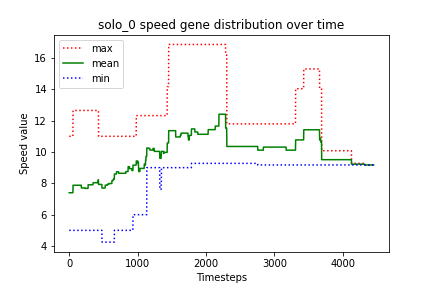 solo_0 speed gene distribution over time
max
mean
min
Speed value
16
14
12
10
8
6
4
0
1000
2000
3000
4000
Timesteps